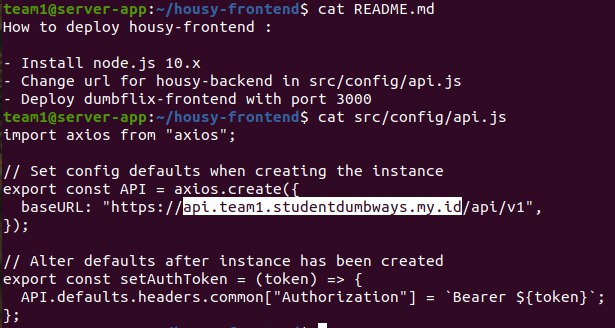 team1@server-app:~/housy-frontend$ cat README.md
How to deploy housy-frontend :

- Install node.js 10.x
- Change url for housy-backend in src/config/api.js
- Deploy dumbflix-frontend with port 3000
team1@server-app:~/housy-frontend$ cat src/config/api.js
import axios from "axios";

// Set config defaults when creating the instance
export const API = axios.create({
  baseURL: "https://api.team1.studentdumbways.my.id/api/v1",
});

// Alter defaults after instance has been created
export const setAuthToken = (token) => {
  API.defaults.headers.common["Authorization"] = `Bearer ${token}`;
};